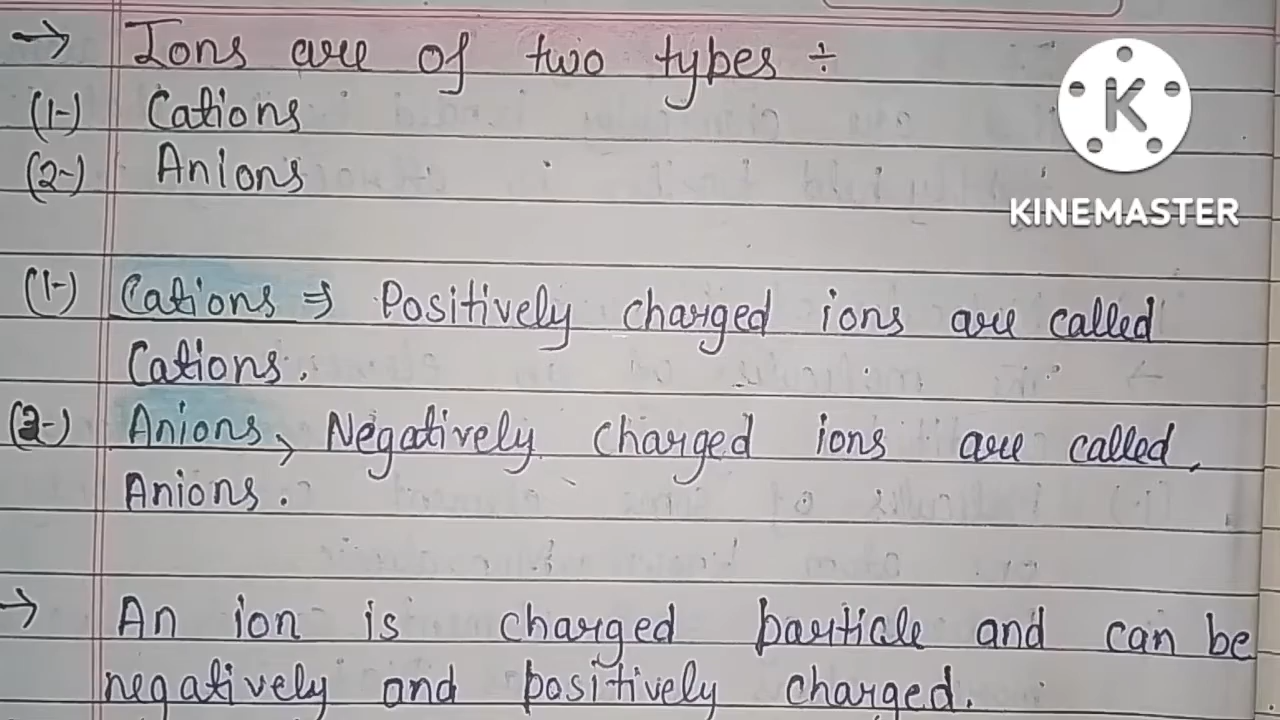 → Ions are of two types ÷
(1-) Cations
(2-) Anions
K
KINEMASTER
(1-) Cations ⇒ Positively charged ions are called
Cations.
(2-) Anions → Negatively charged ions are called
Anions.
→ An ion is charged particle and can be
negatively and positively charged.